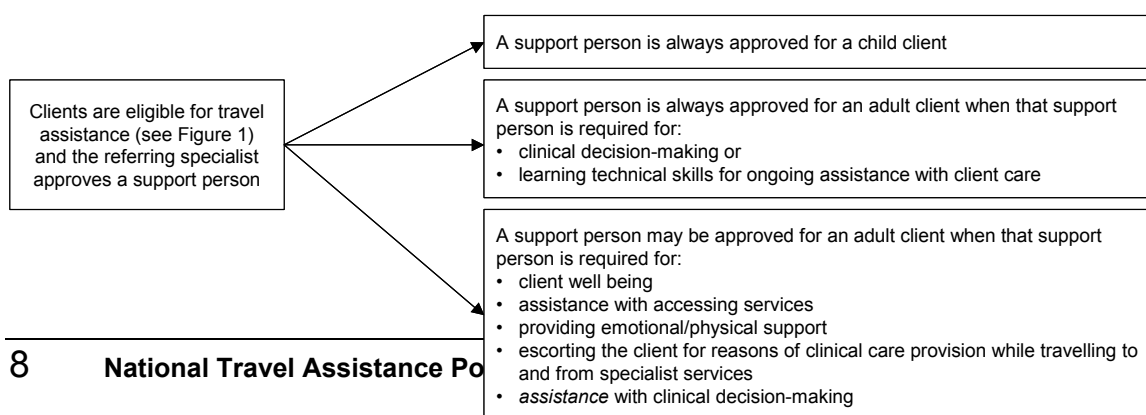 A support person is always approved for a child client
Clients are eligible for travel
assistance (see Figure 1)
and the referring specialist
approves a support person
A support person is always approved for an adult client when that support
person is required for:
• clinical decision-making or
• learning technical skills for ongoing assistance with client care
A support person may be approved for an adult client when that support
person is required for:
• client well being
• assistance with accessing services
• providing emotional/physical support
• escorting the client for reasons of clinical care provision while travelling to
and from specialist services
• assistance with clinical decision-making
8 National Travel Assistance Po